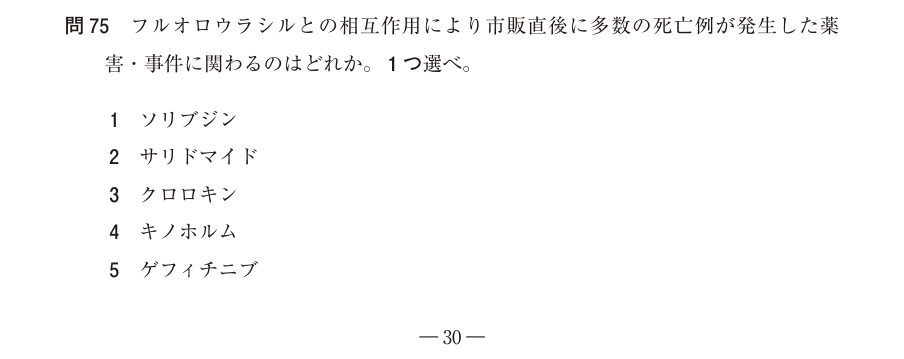 問75 フルオロウラシルとの相互作用により市販直後に多数の死亡例が発生した薬
害・事件に関わるのはどれか。1つ選べ。
1 ソリブジン
2 サリドマイド
3 クロロキン
4 キノホルム
5 ゲフィチニブ
― 30 ―